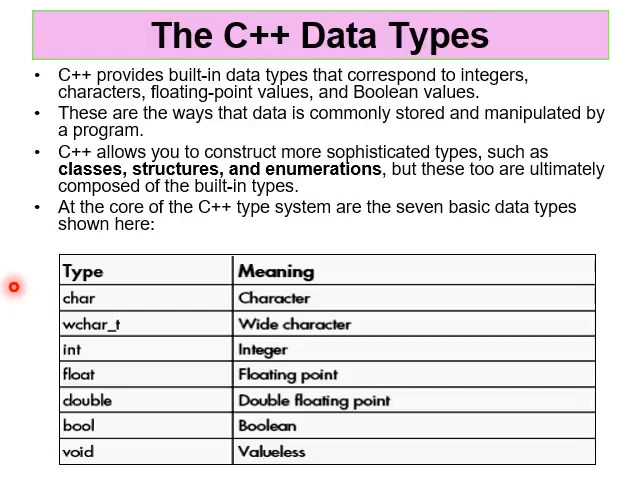 The C++ Data Types
• C++ provides built-in data types that correspond to integers,
characters, floating-point values, and Boolean values.
• These are the ways that data is commonly stored and manipulated by
a program.
• C++ allows you to construct more sophisticated types, such as
classes, structures, and enumerations, but these too are ultimately
composed of the built-in types.
• At the core of the C++ type system are the seven basic data types
shown here:
Type Meaning
char Character
wchar_t Wide character
int Integer
float Floating point
double Double floating point
bool Boolean
void Valueless